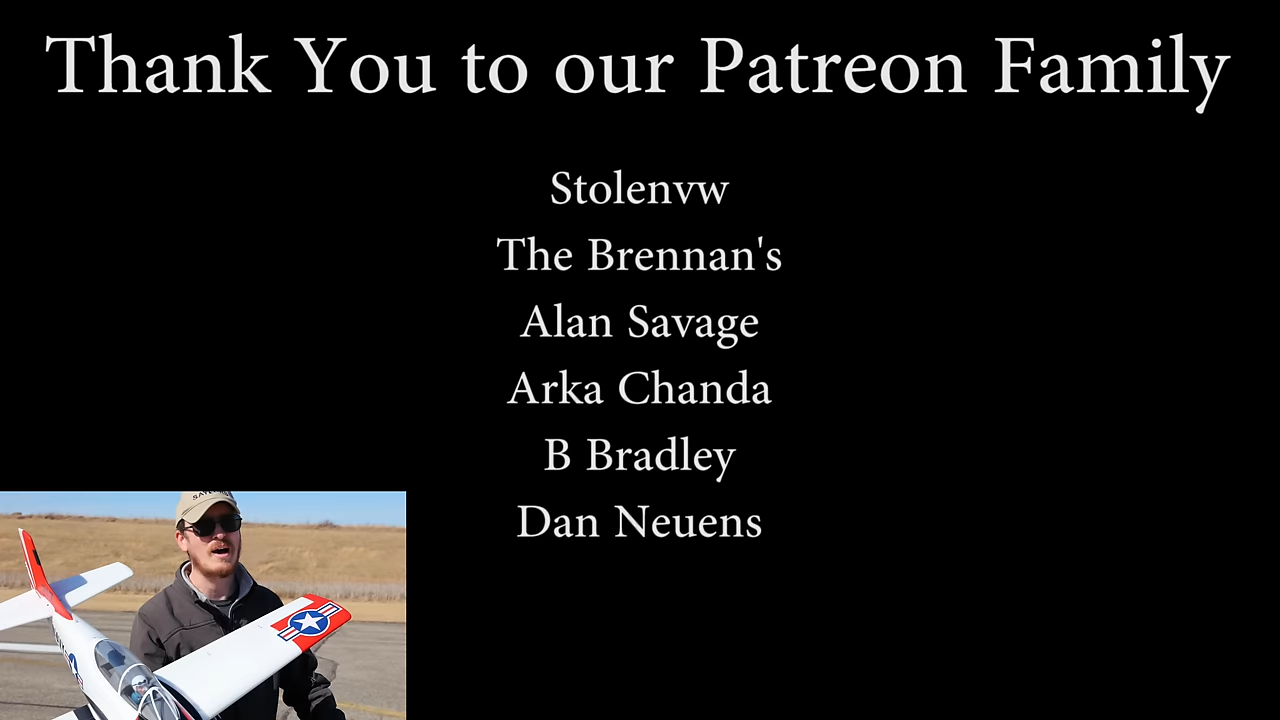 Thank You to our Patreon Family
Stolenvw
The Brennan's
Alan Savage
Arka Chanda
B Bradley
Dan Neuens